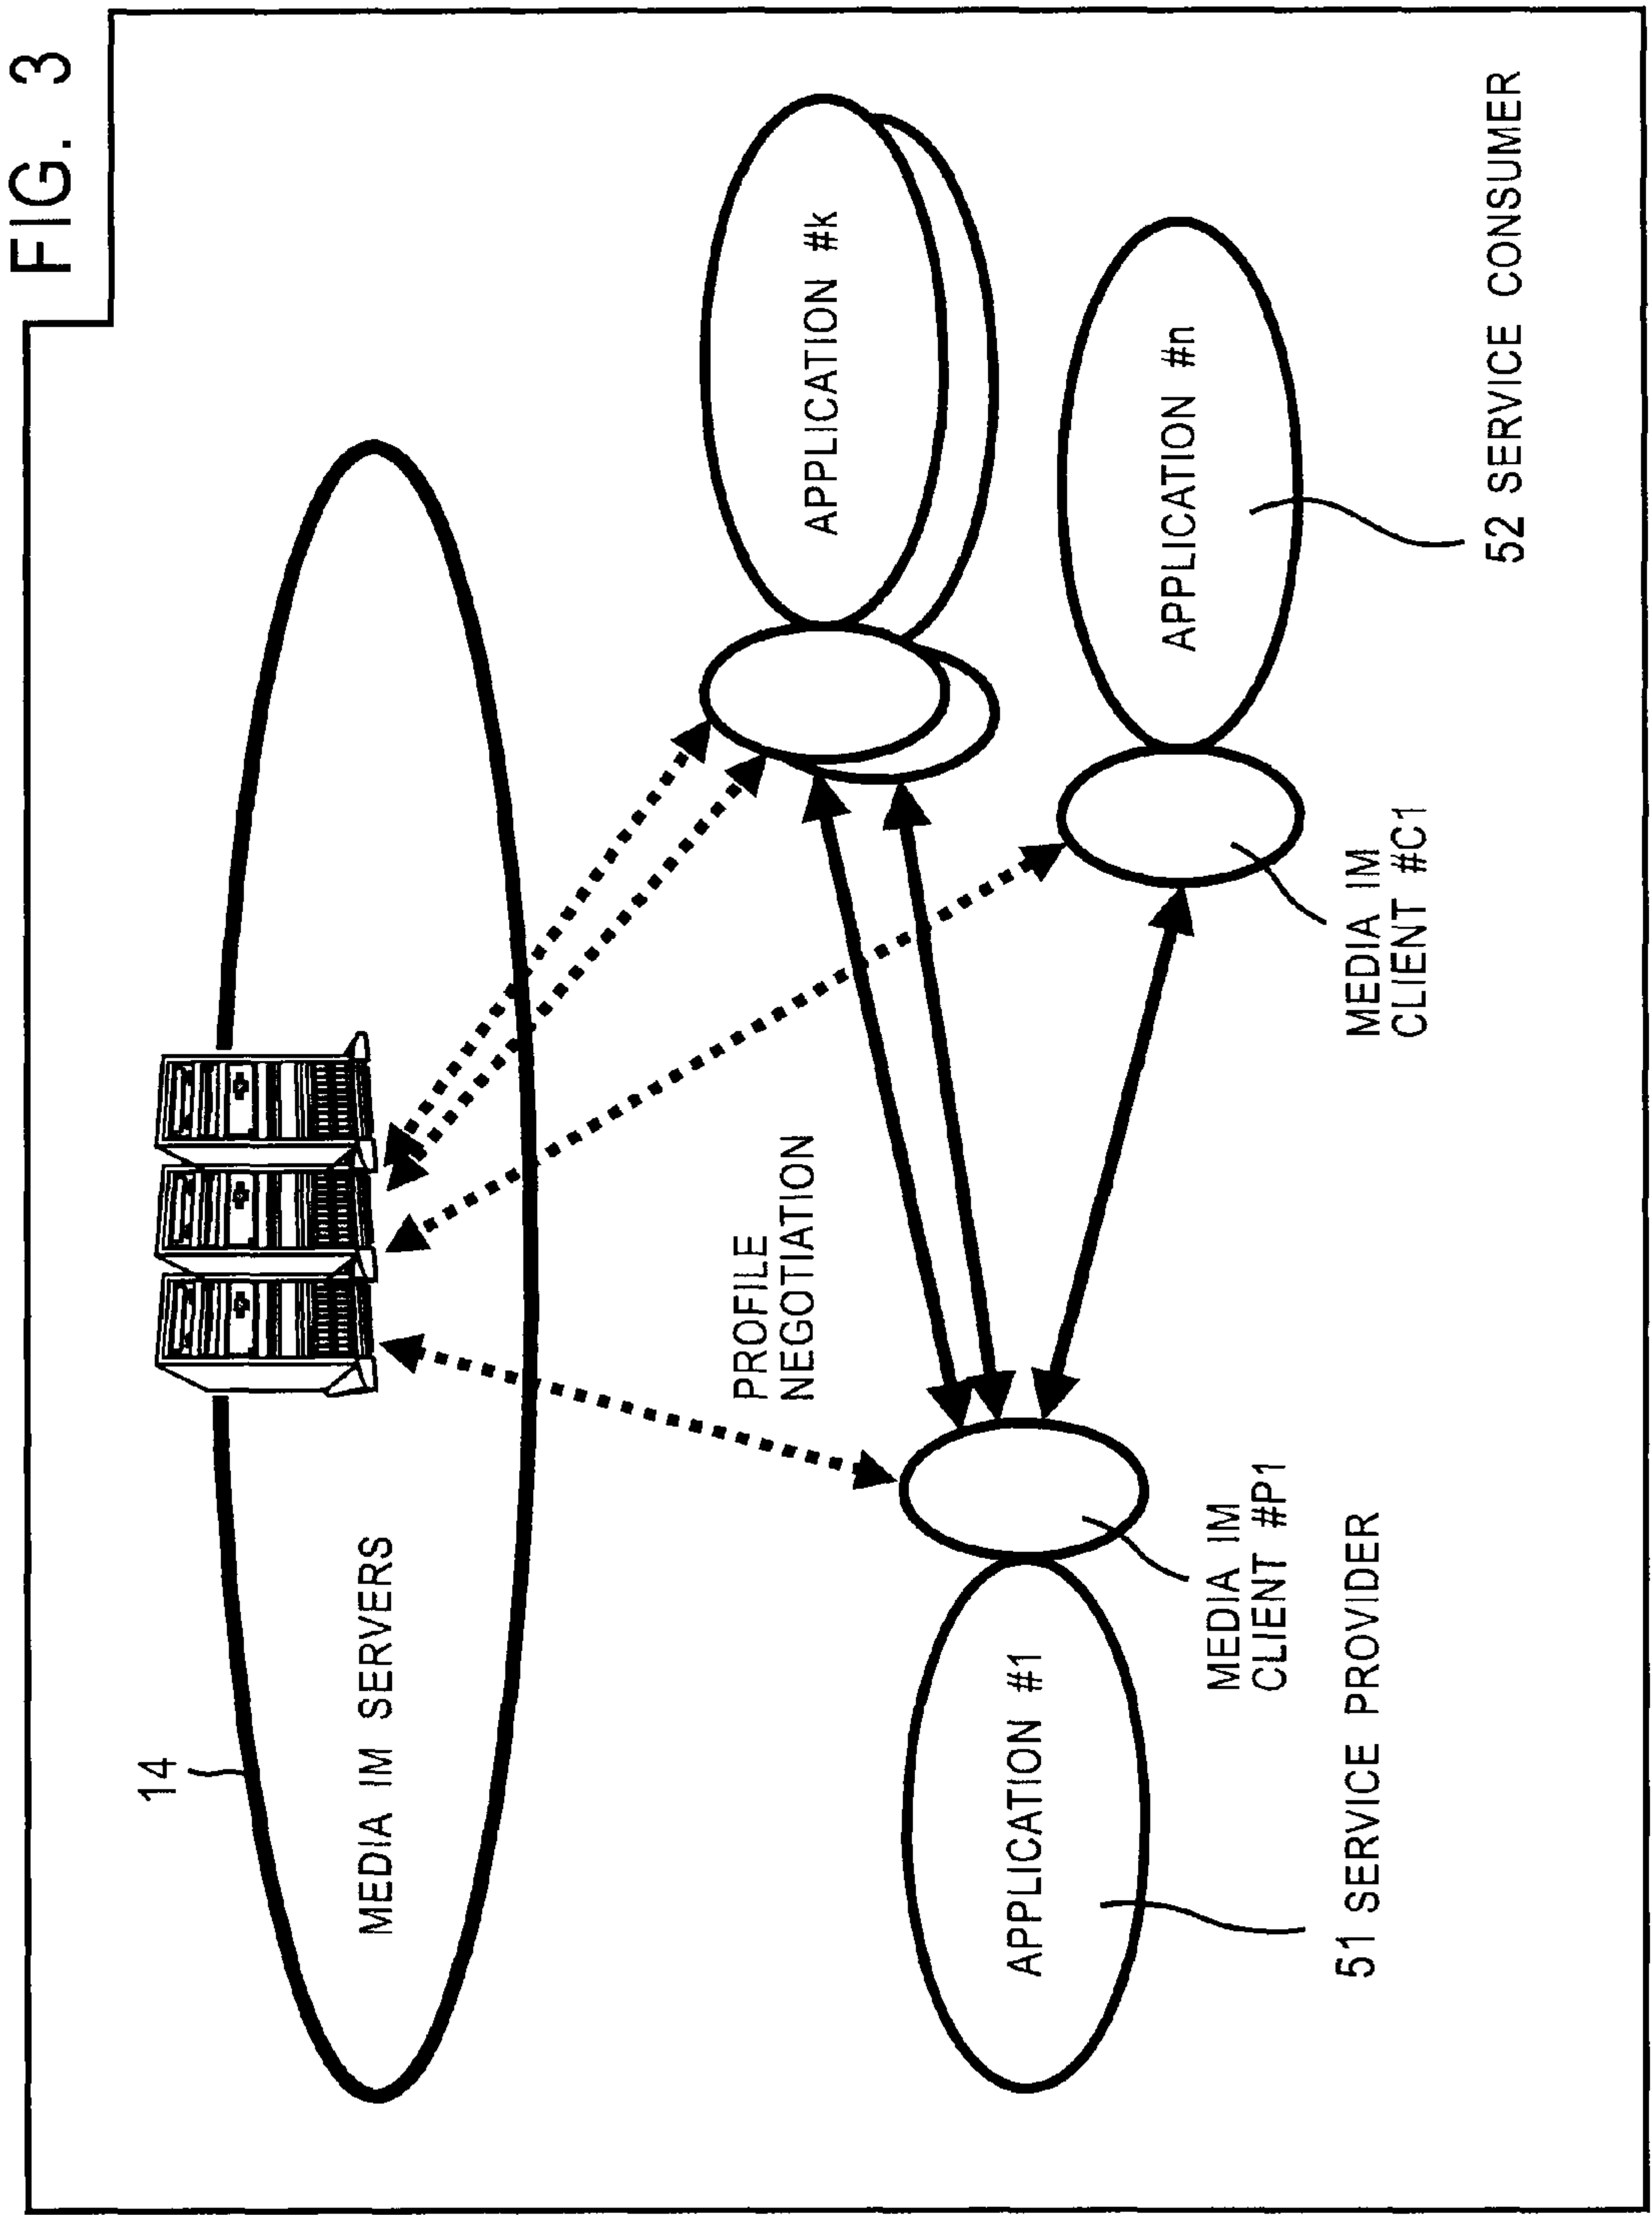 FIG. 3
14
MEDIA IM SERVERS
PROFILE
NEGOTIATION
APPLICATION #k
APPLICATION #1
APPLICATION #n
MEDIA IM
CLIENT #P1
MEDIA IM
CLIENT #C1
51 SERVICE PROVIDER
52 SERVICE CONSUMER